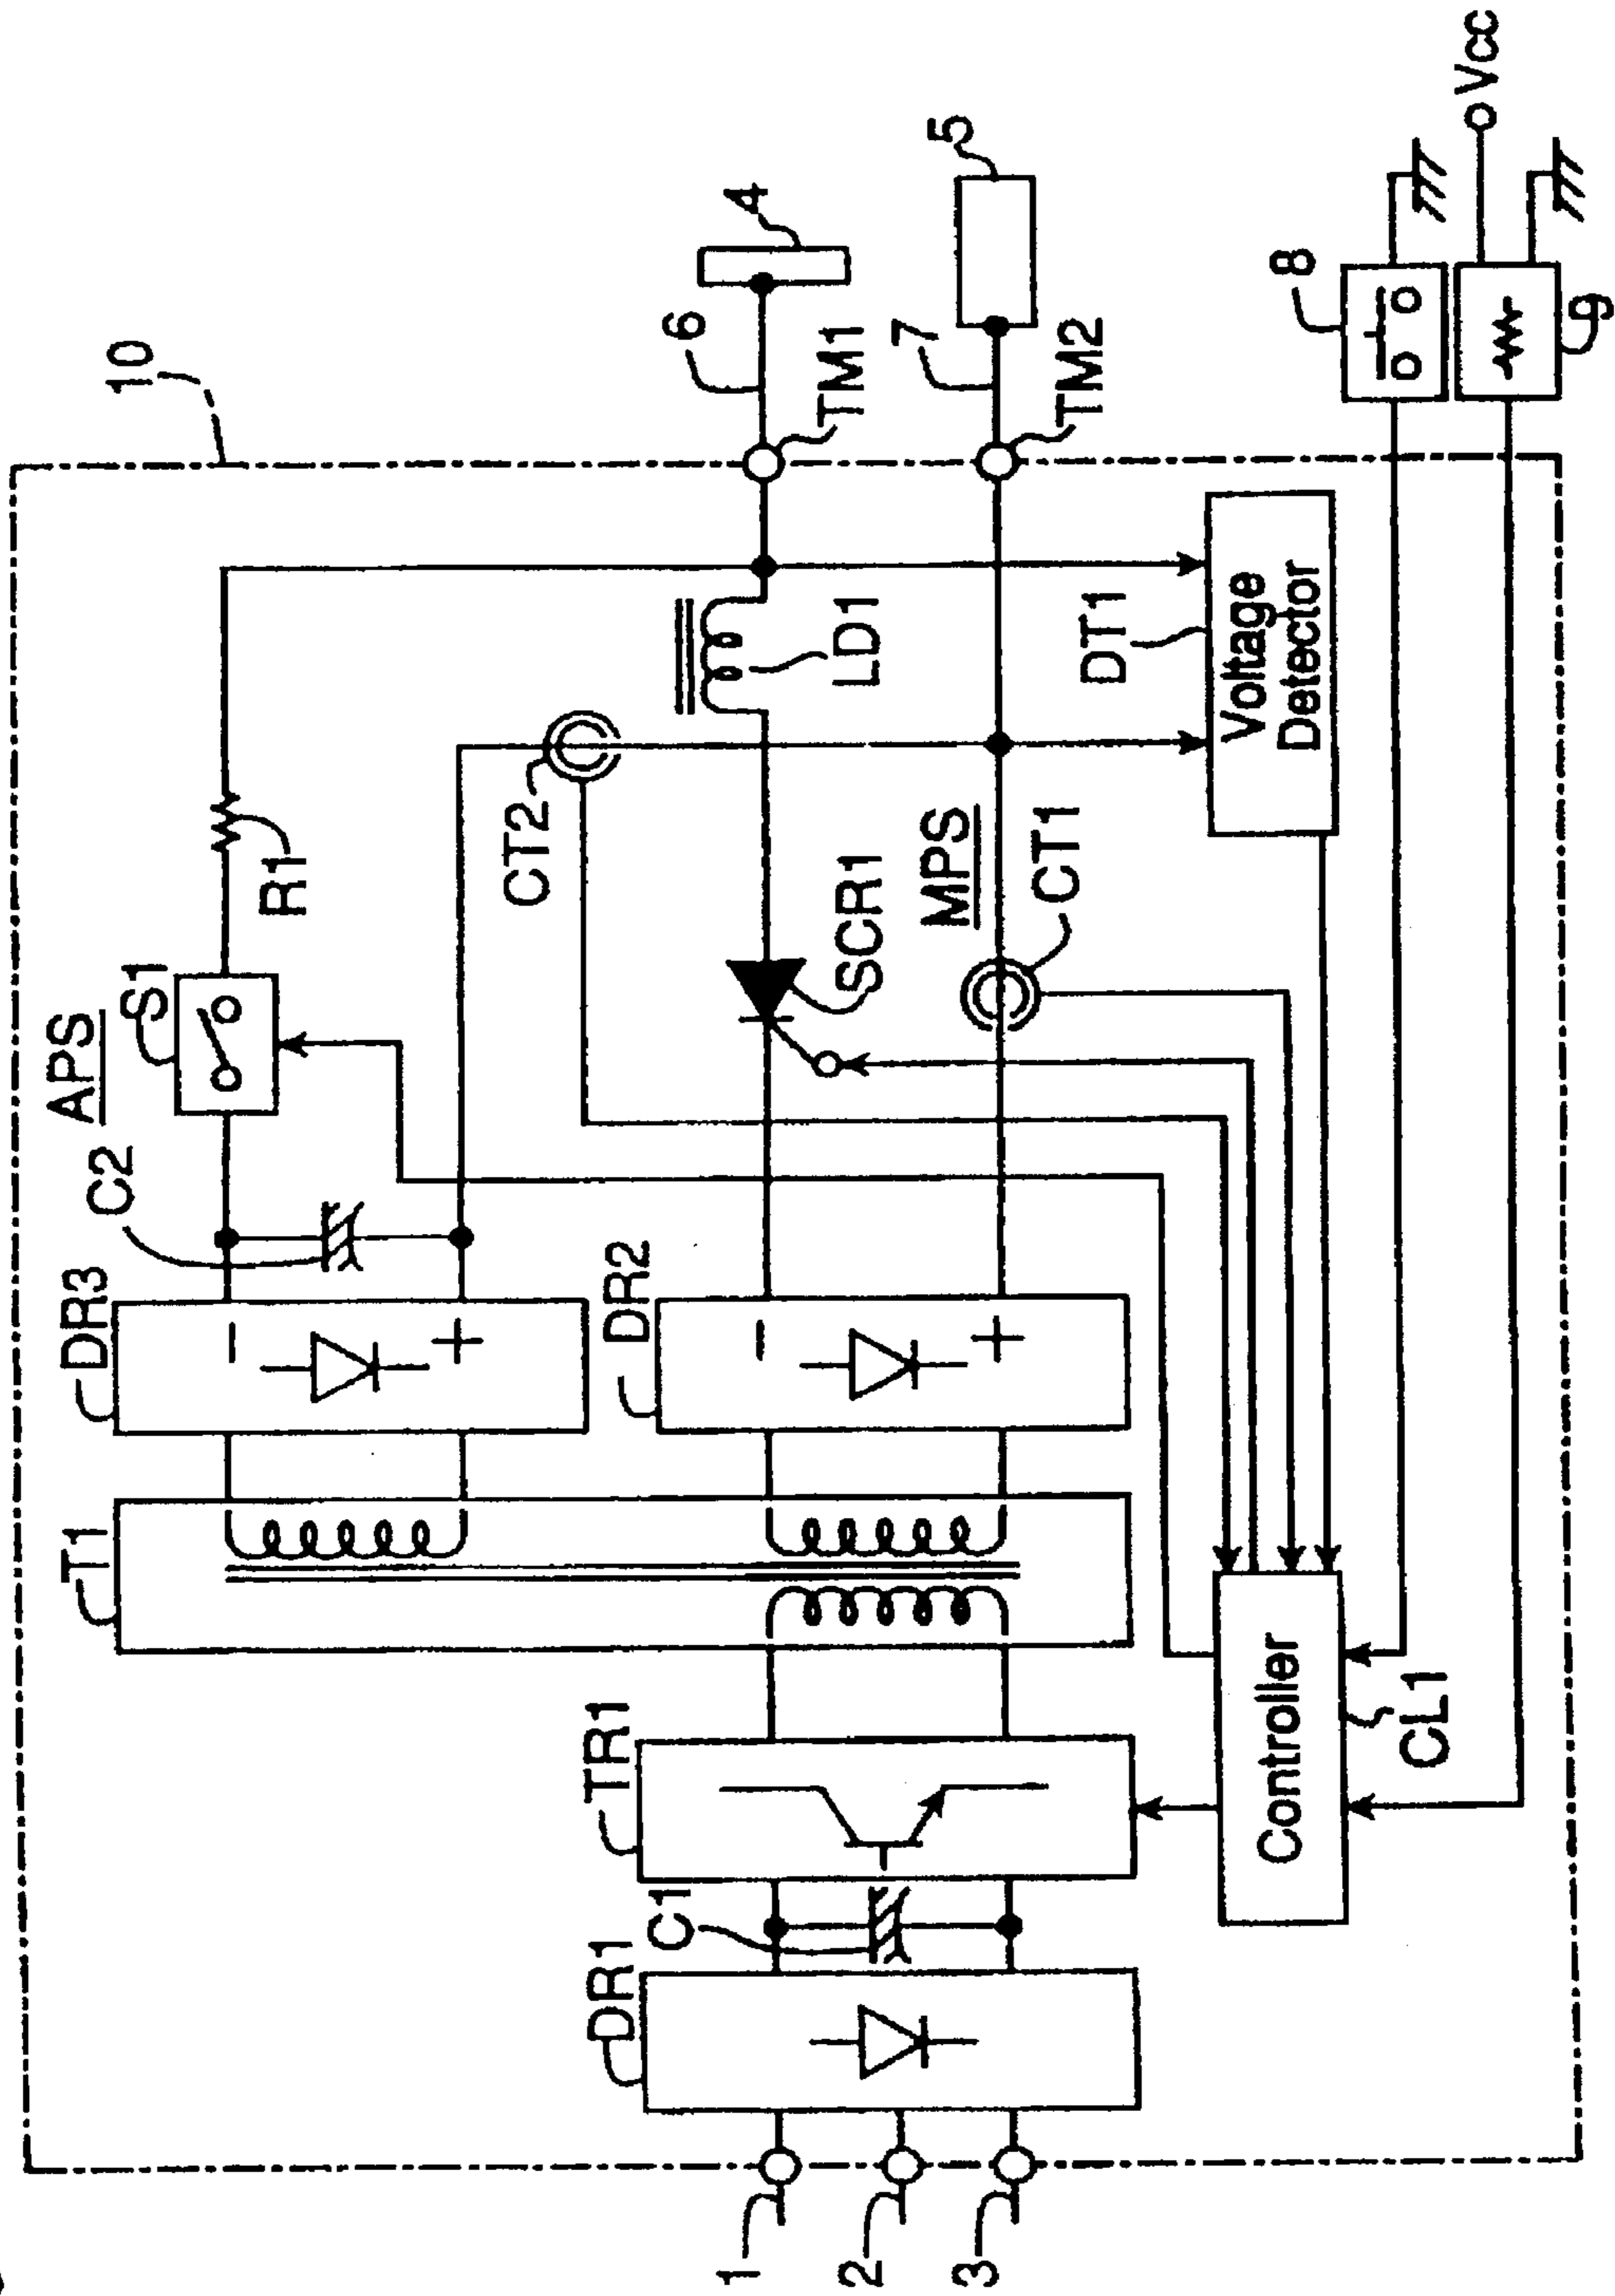 10
APS
T1
DR3
C2
S1
R1
CT2
LD1
6
4
TM1
DR1
C1
TR1
DR2
−
+
−
+
SCR1
MPS
CT1
7
5
TM2
1
2
3
DT1
Voltage
Detector
Controller
CL1
8
9
Vcc